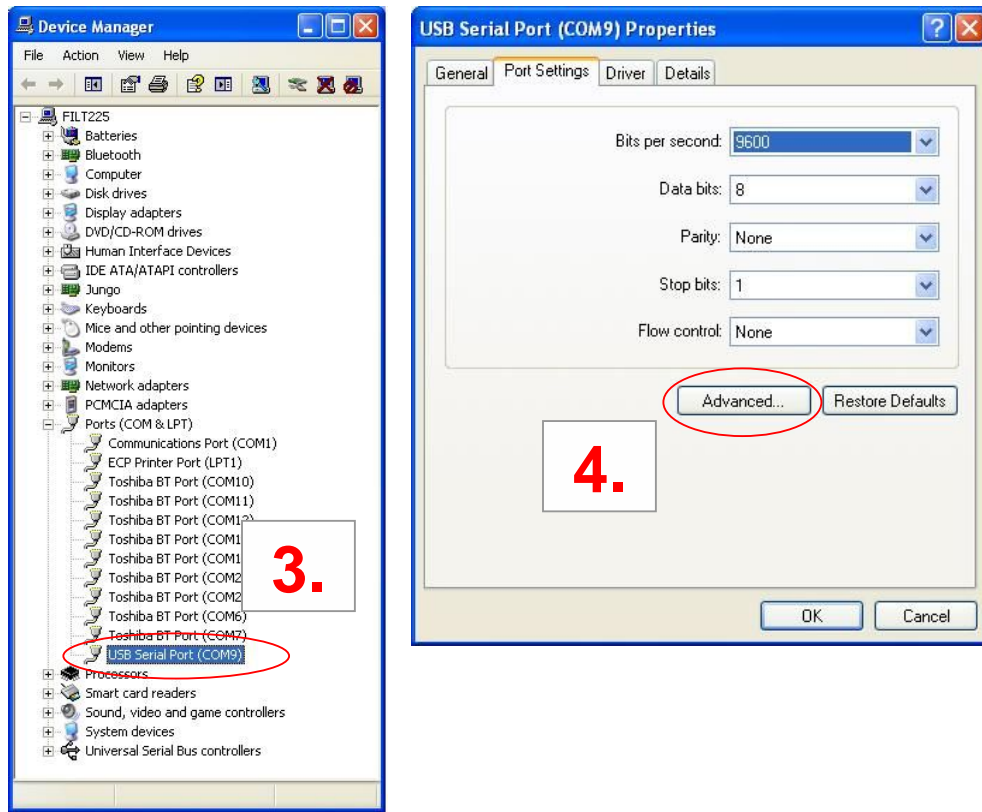 Device Manager
File Action View Help
FILT225
Batteries
Bluetooth
Computer
Disk drives
Display adapters
DVD/CD-ROM drives
Human Interface Devices
IDE ATA/ATAPI controllers
Jungo
Keyboards
Mice and other pointing devices
Modems
Monitors
Network adapters
PCMCIA adapters
Ports (COM & LPT)
Communications Port (COM1)
ECP Printer Port (LPT1)
Toshiba BT Port (COM10)
Toshiba BT Port (COM11)
Toshiba BT Port (COM12)
Toshiba BT Port (COM1
Toshiba BT Port (COM1
Toshiba BT Port (COM2
Toshiba BT Port (COM2
Toshiba BT Port (COM6)
Toshiba BT Port (COM7)
USB Serial Port (COM9)
Processors
Smart card readers
Sound, video and game controllers
System devices
Universal Serial Bus controllers
3.
USB Serial Port (COM9) Properties
General Port Settings Driver Details
Bits per second: 9600
Data bits: 8
Parity: None
Stop bits: 1
Flow control: None
Advanced... Restore Defaults
4.
OK Cancel